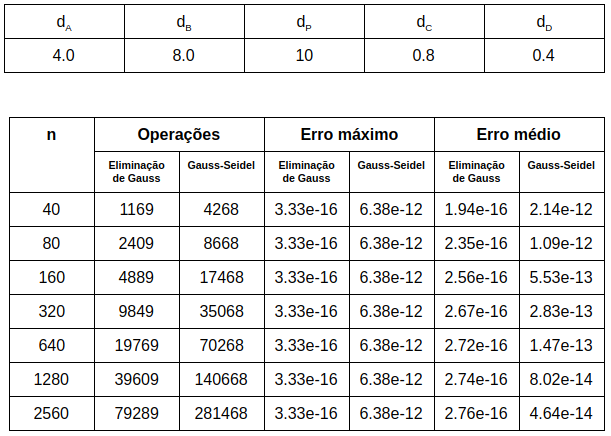 dA dB dP dC dD
4.0 8.0 10 0.8 0.4
n Operações Erro máximo Erro médio
Eliminação de Gauss Gauss-Seidel Eliminação de Gauss Gauss-Seidel Eliminação de Gauss Gauss-Seidel
40 1169 4268 3.33e-16 6.38e-12 1.94e-16 2.14e-12
80 2409 8668 3.33e-16 6.38e-12 2.35e-16 1.09e-12
160 4889 17468 3.33e-16 6.38e-12 2.56e-16 5.53e-13
320 9849 35068 3.33e-16 6.38e-12 2.67e-16 2.83e-13
640 19769 70268 3.33e-16 6.38e-12 2.72e-16 1.47e-13
1280 39609 140668 3.33e-16 6.38e-12 2.74e-16 8.02e-14
2560 79289 281468 3.33e-16 6.38e-12 2.76e-16 4.64e-14